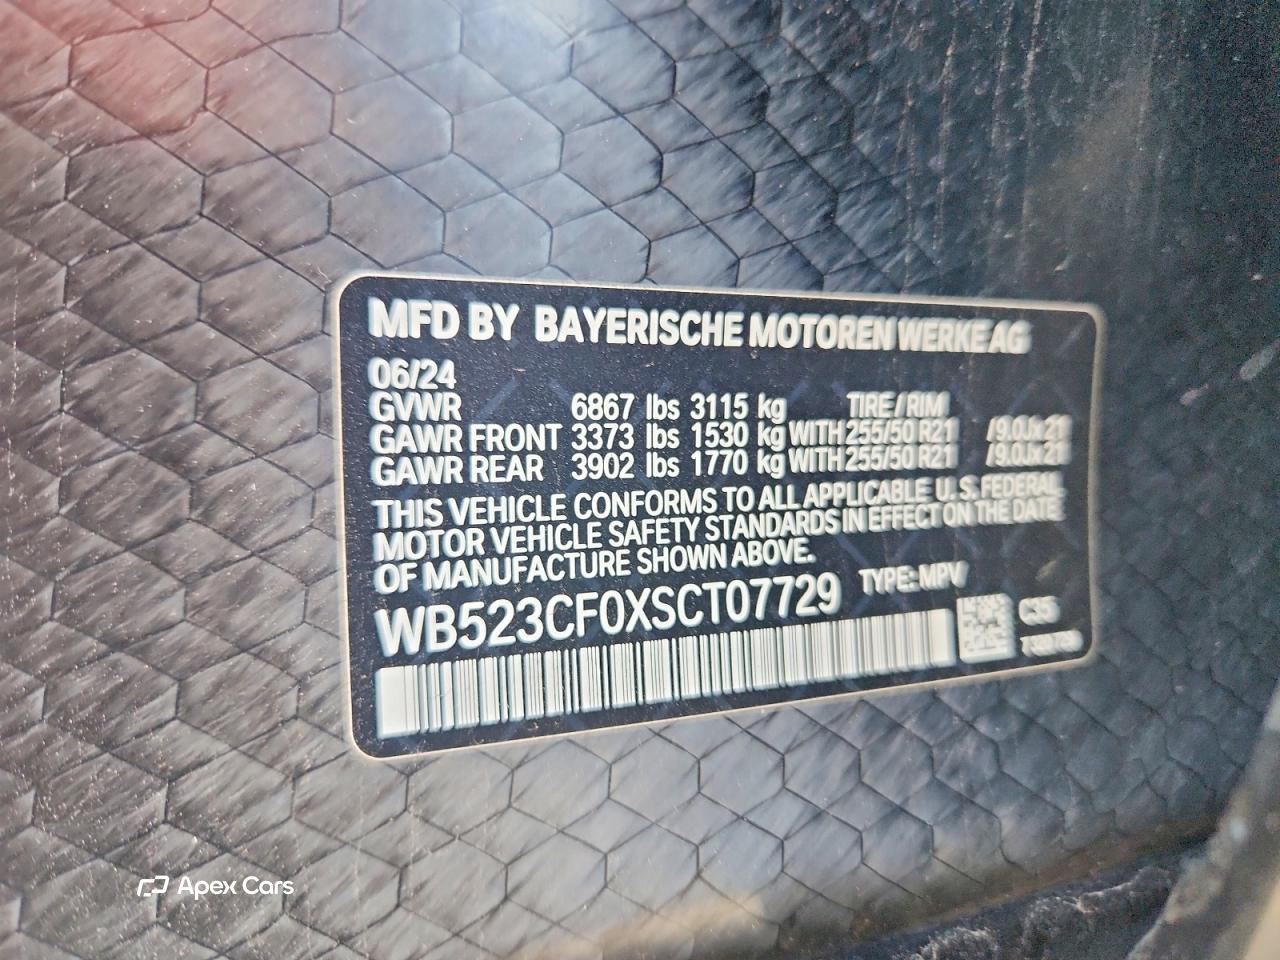 MFD BY BAYERISCHE MOTOREN WERKE AG
06/24
GVWR 6867 lbs 3115 kg TIRE / RIM
GAWR FRONT 3373 lbs 1530 kg WITH 255/50 R21 /9.0Jx21
GAWR REAR 3902 lbs 1770 kg WITH 255/50 R21 /9.0Jx21
THIS VEHICLE CONFORMS TO ALL APPLICABLE U.S. FEDERAL
MOTOR VEHICLE SAFETY STANDARDS IN EFFECT ON THE DATE
OF MANUFACTURE SHOWN ABOVE.
WB523CF0XSCT07729 TYPE: MPV
C35
Apex Cars